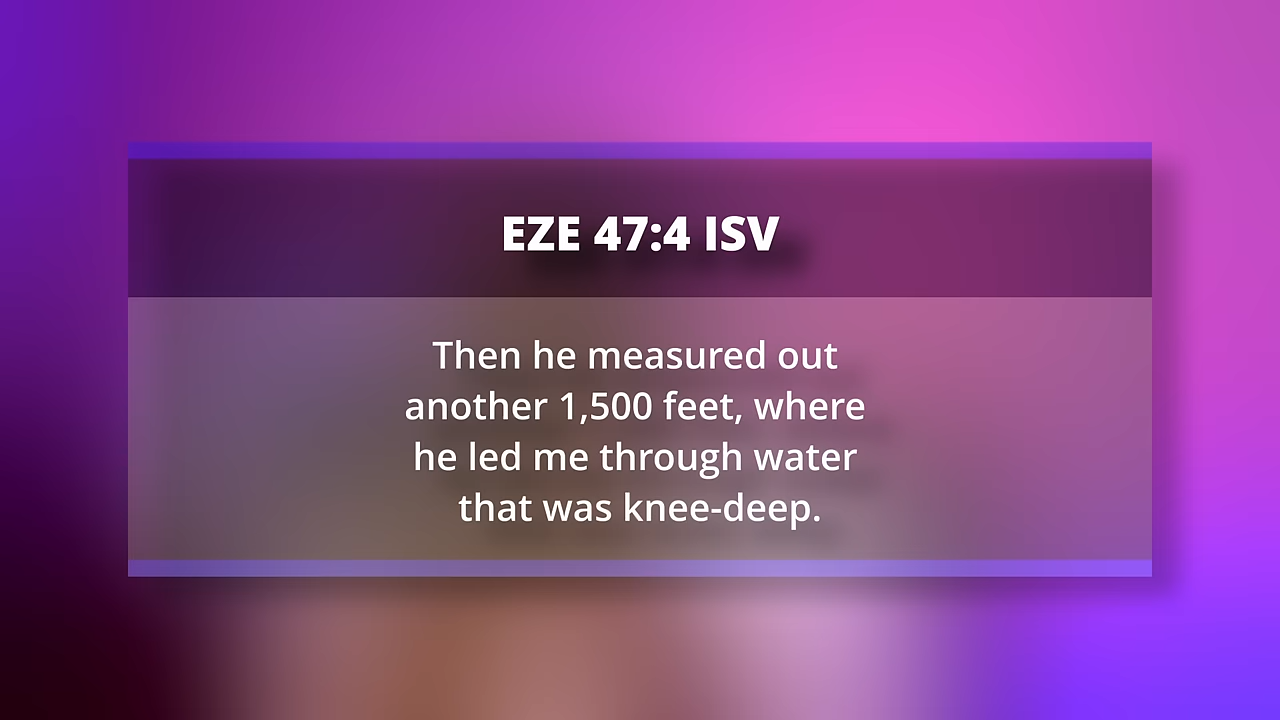 EZE 47:4 ISV
Then he measured out
another 1,500 feet, where
he led me through water
that was knee-deep.